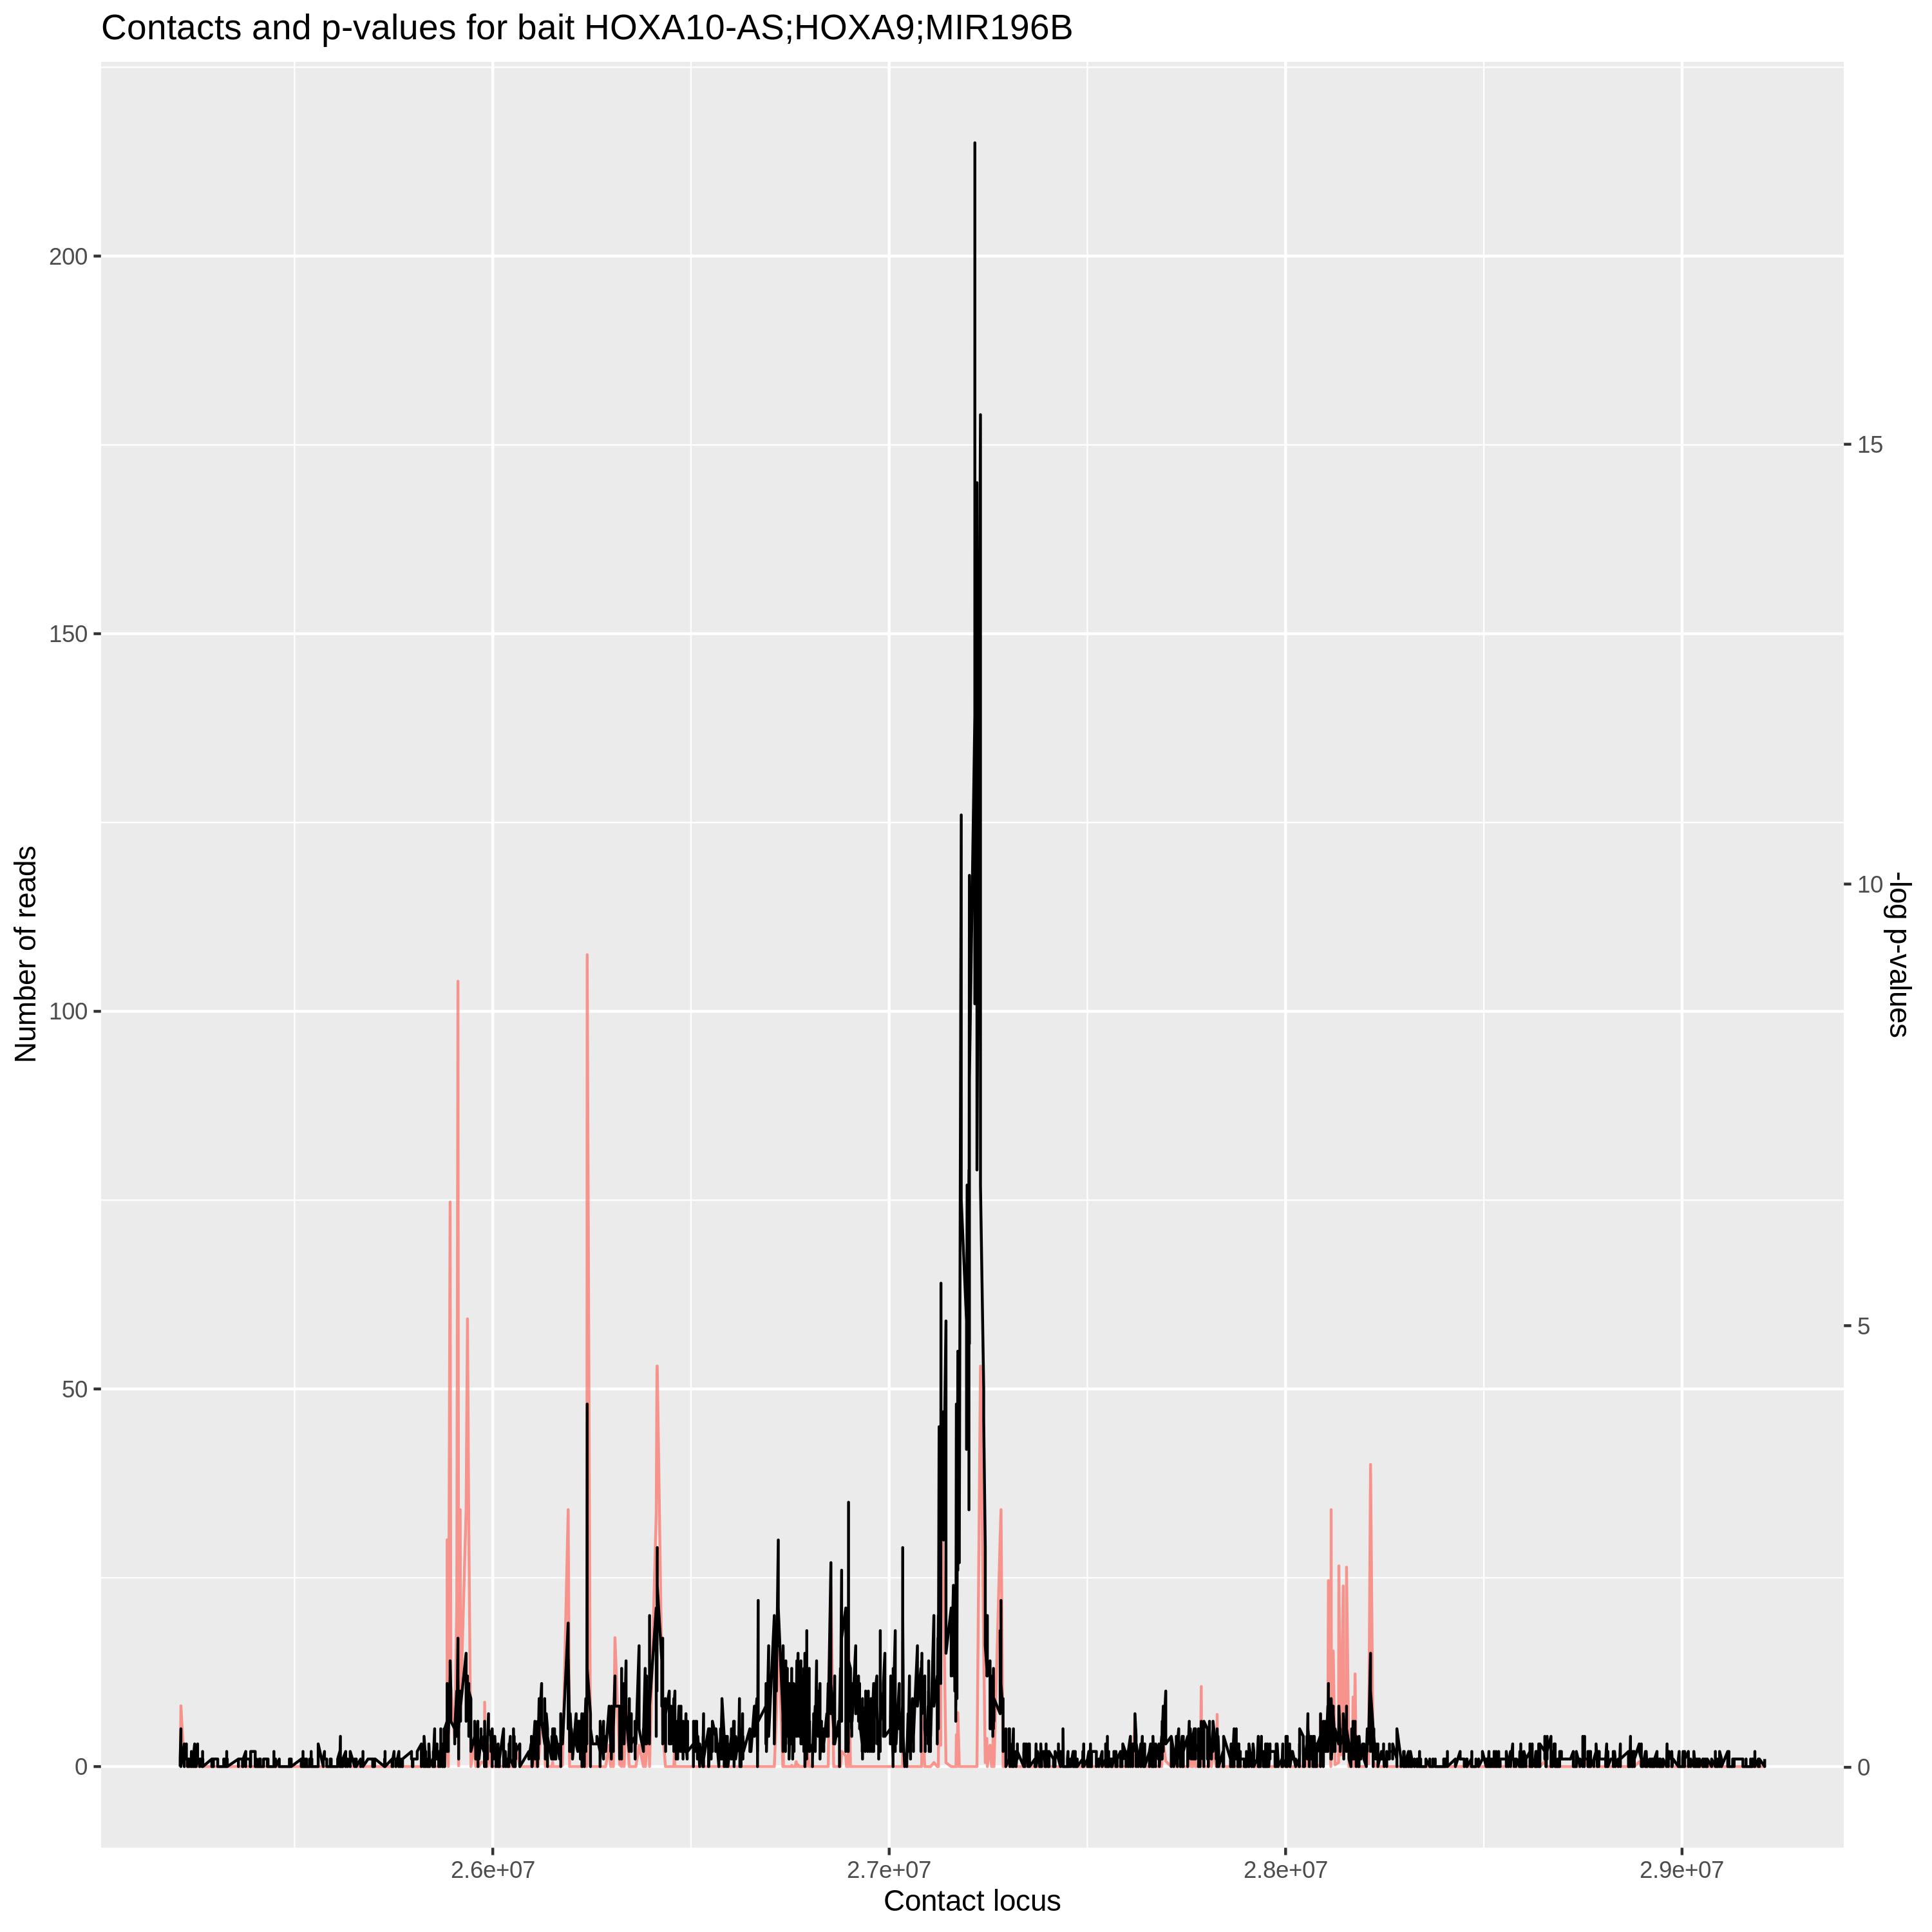 Contacts and p-values for bait HOXA10-AS;HOXA9;MIR196B
200
150
100
50
0
Number of reads
15
10
5
0
-log p-values
2.6e+07
2.7e+07
2.8e+07
2.9e+07
Contact locus